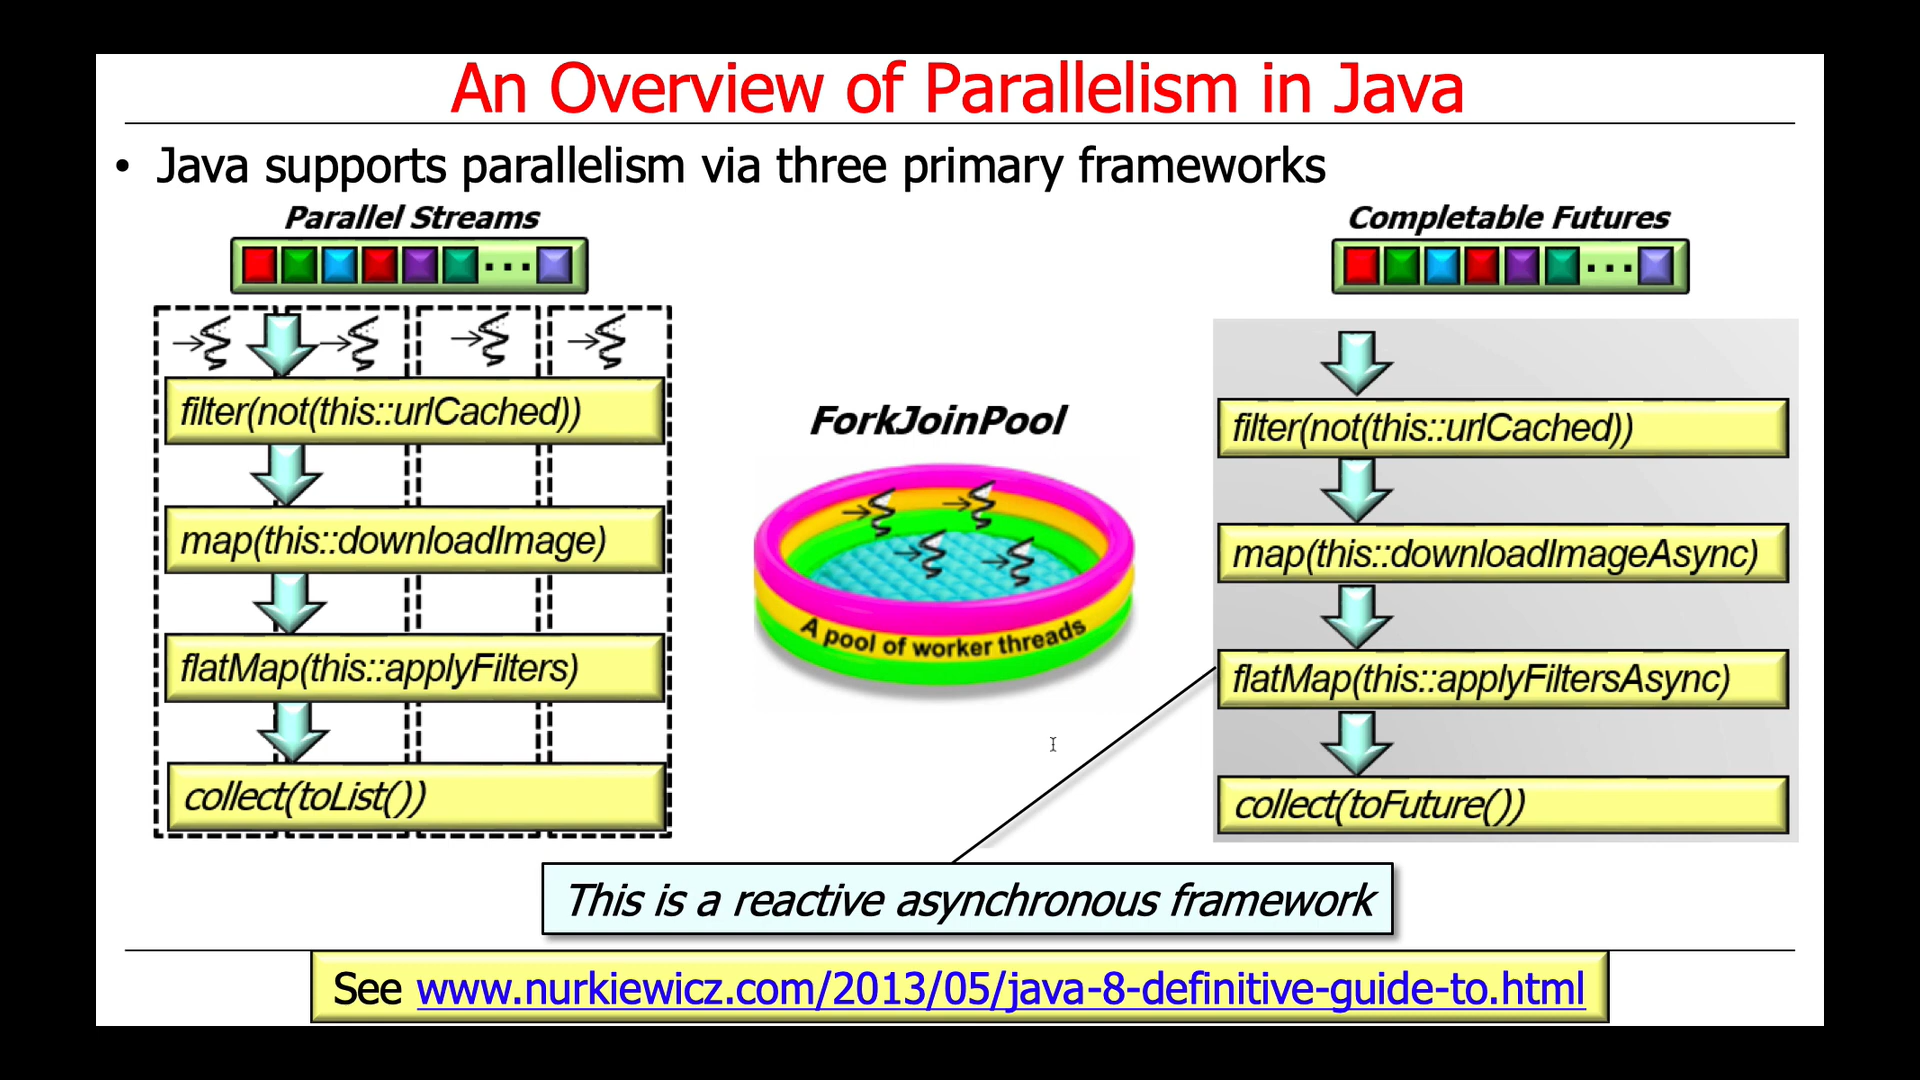 An Overview of Parallelism in Java
• Java supports parallelism via three primary frameworks
Parallel Streams
filter(not(this::urlCached))
map(this::downloadImage)
flatMap(this::applyFilters)
collect(toList())
ForkJoinPool
A pool of worker threads
Completable Futures
filter(not(this::urlCached))
map(this::downloadImageAsync)
flatMap(this::applyFiltersAsync)
collect(toFuture())
This is a reactive asynchronous framework
See www.nurkiewicz.com/2013/05/java-8-definitive-guide-to.html